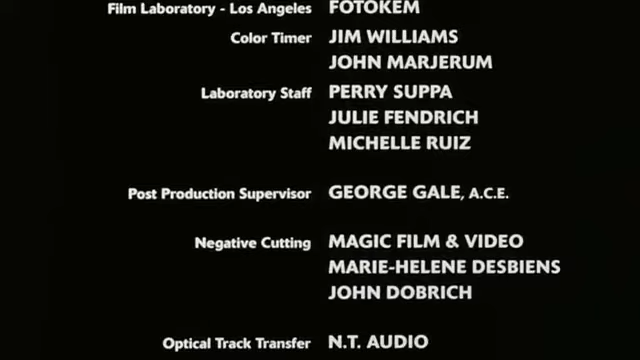 Film Laboratory - Los Angeles FOTOKEM
Color Timer JIM WILLIAMS
JOHN MARJERUM
Laboratory Staff PERRY SUPPA
JULIE FENDRICH
MICHELLE RUIZ
Post Production Supervisor GEORGE GALE, A.C.E.
Negative Cutting MAGIC FILM & VIDEO
MARIE-HELENE DESBIENS
JOHN DOBRICH
Optical Track Transfer N.T. AUDIO